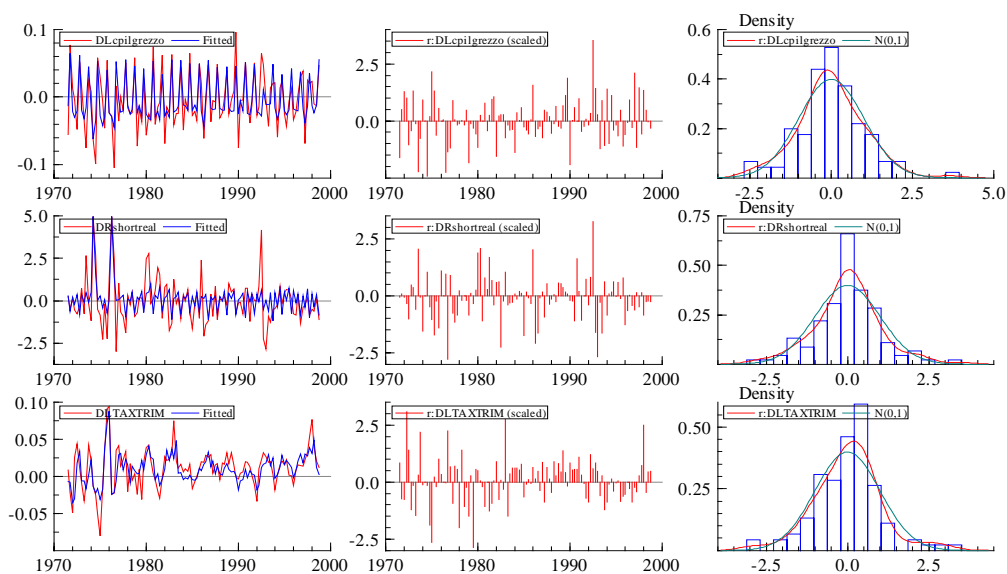 Density
0.1
DLcpilgrezzo Fitted
r:DLcpilgrezzo (scaled)
0.6
r:DLcpilgrezzo N(0,1)
2.5
0.0
0.4
0.0
0.2
-0.1
1970 1980 1990 2000
1970 1980 1990 2000
-2.5 0.0 2.5 5.0
Density
5.0
DRshortreal Fitted
r:DRshortreal (scaled)
0.75
r:DRshortreal N(0,1)
2.5
2.5
0.50
0.0
0.0
0.25
-2.5
-2.5
1970 1980 1990 2000
1970 1980 1990 2000
-2.5 0.0 2.5
Density
0.10
DLTAXTRIM Fitted
r:DLTAXTRIM (scaled)
r:DLTAXTRIM N(0,1)
2.5
0.50
0.05
0.0
0.00
0.25
-0.05
-2.5
1970 1980 1990 2000
1970 1980 1990 2000
-2.5 0.0 2.5